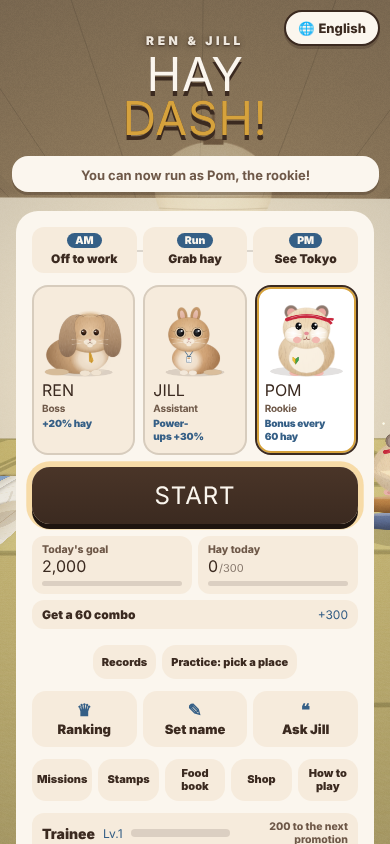 English
REN & JILL
HAY
DASH!
You can now run as Pom, the rookie!
AM
Off to work
Run
Grab hay
PM
See Tokyo
REN
Boss
+20% hay
JILL
Assistant
Power-
ups +30%
POM
Rookie
Bonus every
60 hay
START
Today's goal
2,000
Hay today
0/300
Get a 60 combo +300
Records
Practice: pick a place
Ranking
Set name
Ask Jill
Missions
Stamps
Food
book
Shop
How to
play
Trainee Lv.1
200 to the next
promotion